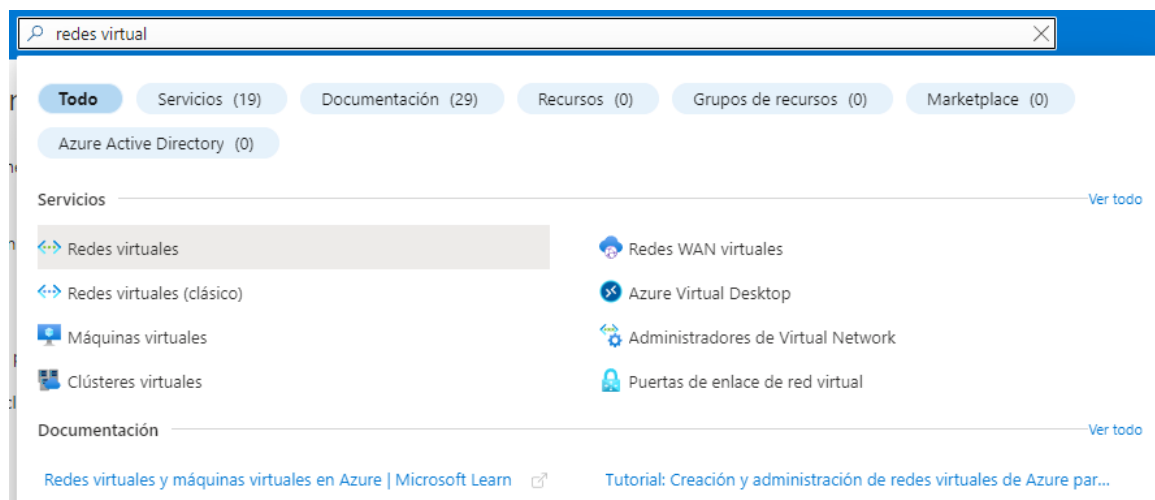 redes virtual
Todo Servicios (19) Documentación (29) Recursos (0) Grupos de recursos (0) Marketplace (0)
Azure Active Directory (0)
Servicios Ver todo
Redes virtuales Redes WAN virtuales
Redes virtuales (clásico) Azure Virtual Desktop
Máquinas virtuales Administradores de Virtual Network
Clústeres virtuales Puertas de enlace de red virtual
Documentación Ver todo
Redes virtuales y máquinas virtuales en Azure | Microsoft Learn Tutorial: Creación y administración de redes virtuales de Azure par...